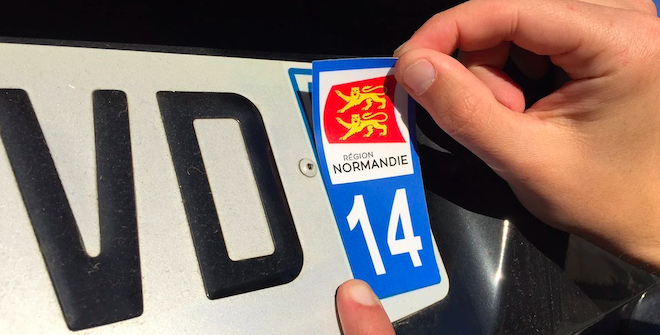 VD
RÉGION
NORMANDIE
14